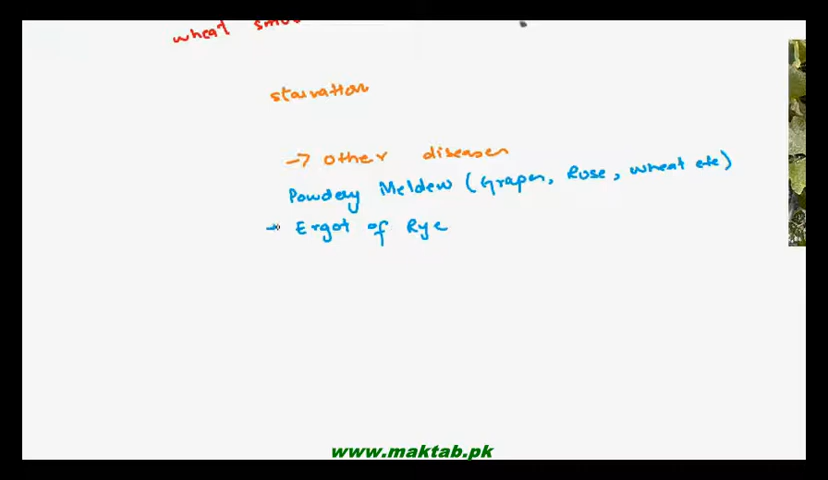 wheat
starvation
→ other diseases
Powdery Meldew (Grapes, Rose, wheat etc)
→ Ergot of Rye
www.maktab.pk